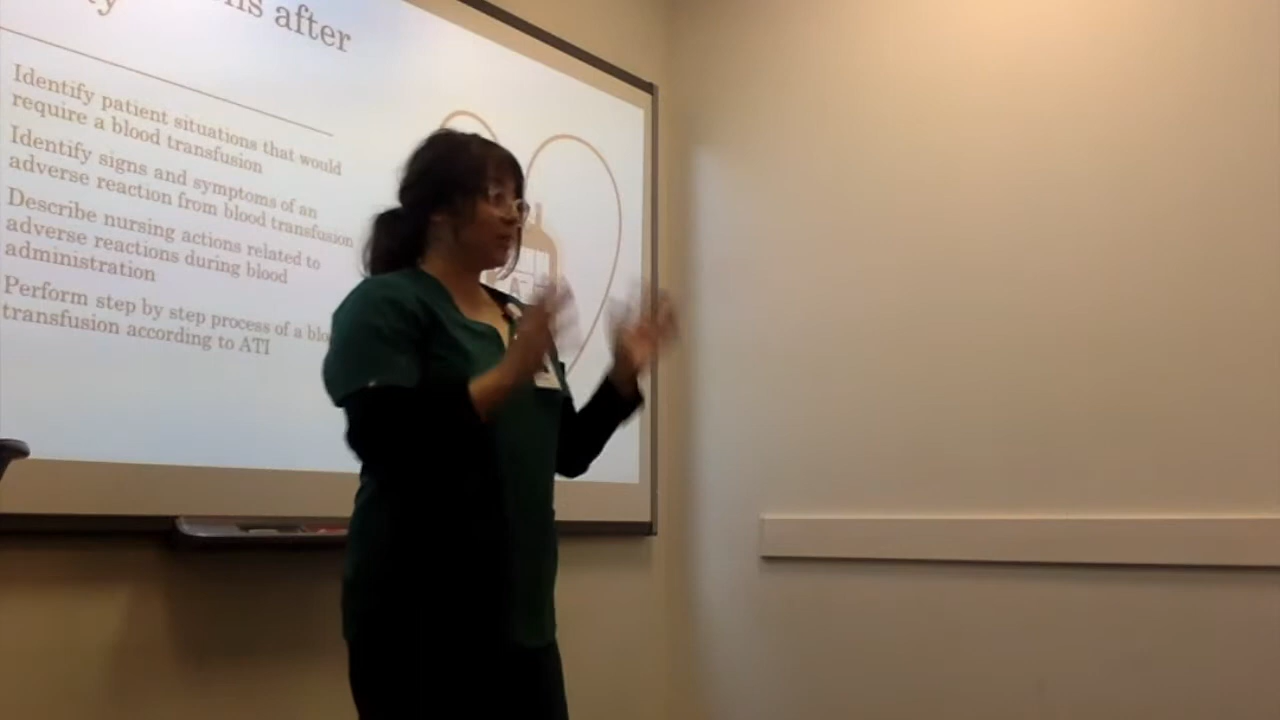 after
Identify patient situations that would
require a blood transfusion
Identify signs and symptoms of an
adverse reaction from blood transfusion
Describe nursing actions related to
adverse reactions during blood
administration
Perform step by step process of a
transfusion according to ATI